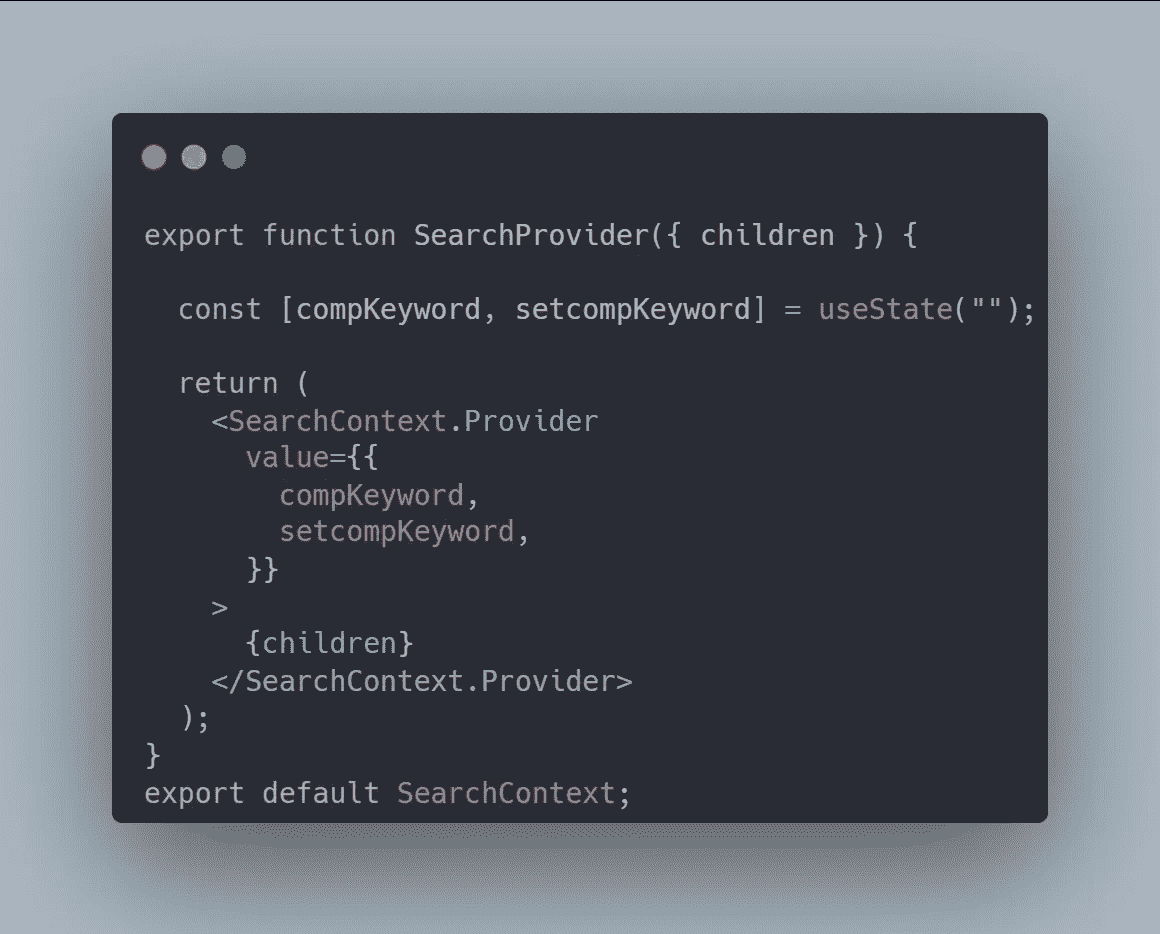 export function SearchProvider({ children }) {
const [compKeyword, setcompKeyword] = useState("");
return (
<SearchContext.Provider
value={{
compKeyword,
setcompKeyword,
}}
>
{children}
</SearchContext.Provider>
);
}
export default SearchContext;